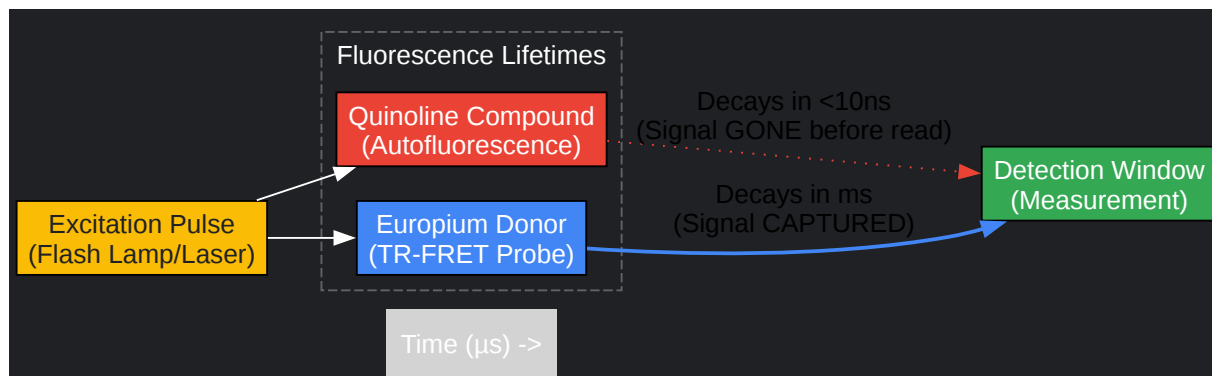 Fluorescence Lifetimes
Quinoline Compound
(Autofluorescence)
Decays in <10ns
(Signal GONE before read)
Excitation Pulse
(Flash Lamp/Laser)
Europium Donor
(TR-FRET Probe)
Decays in ms
(Signal CAPTURED)
Detection Window
(Measurement)
Time (µs) ->